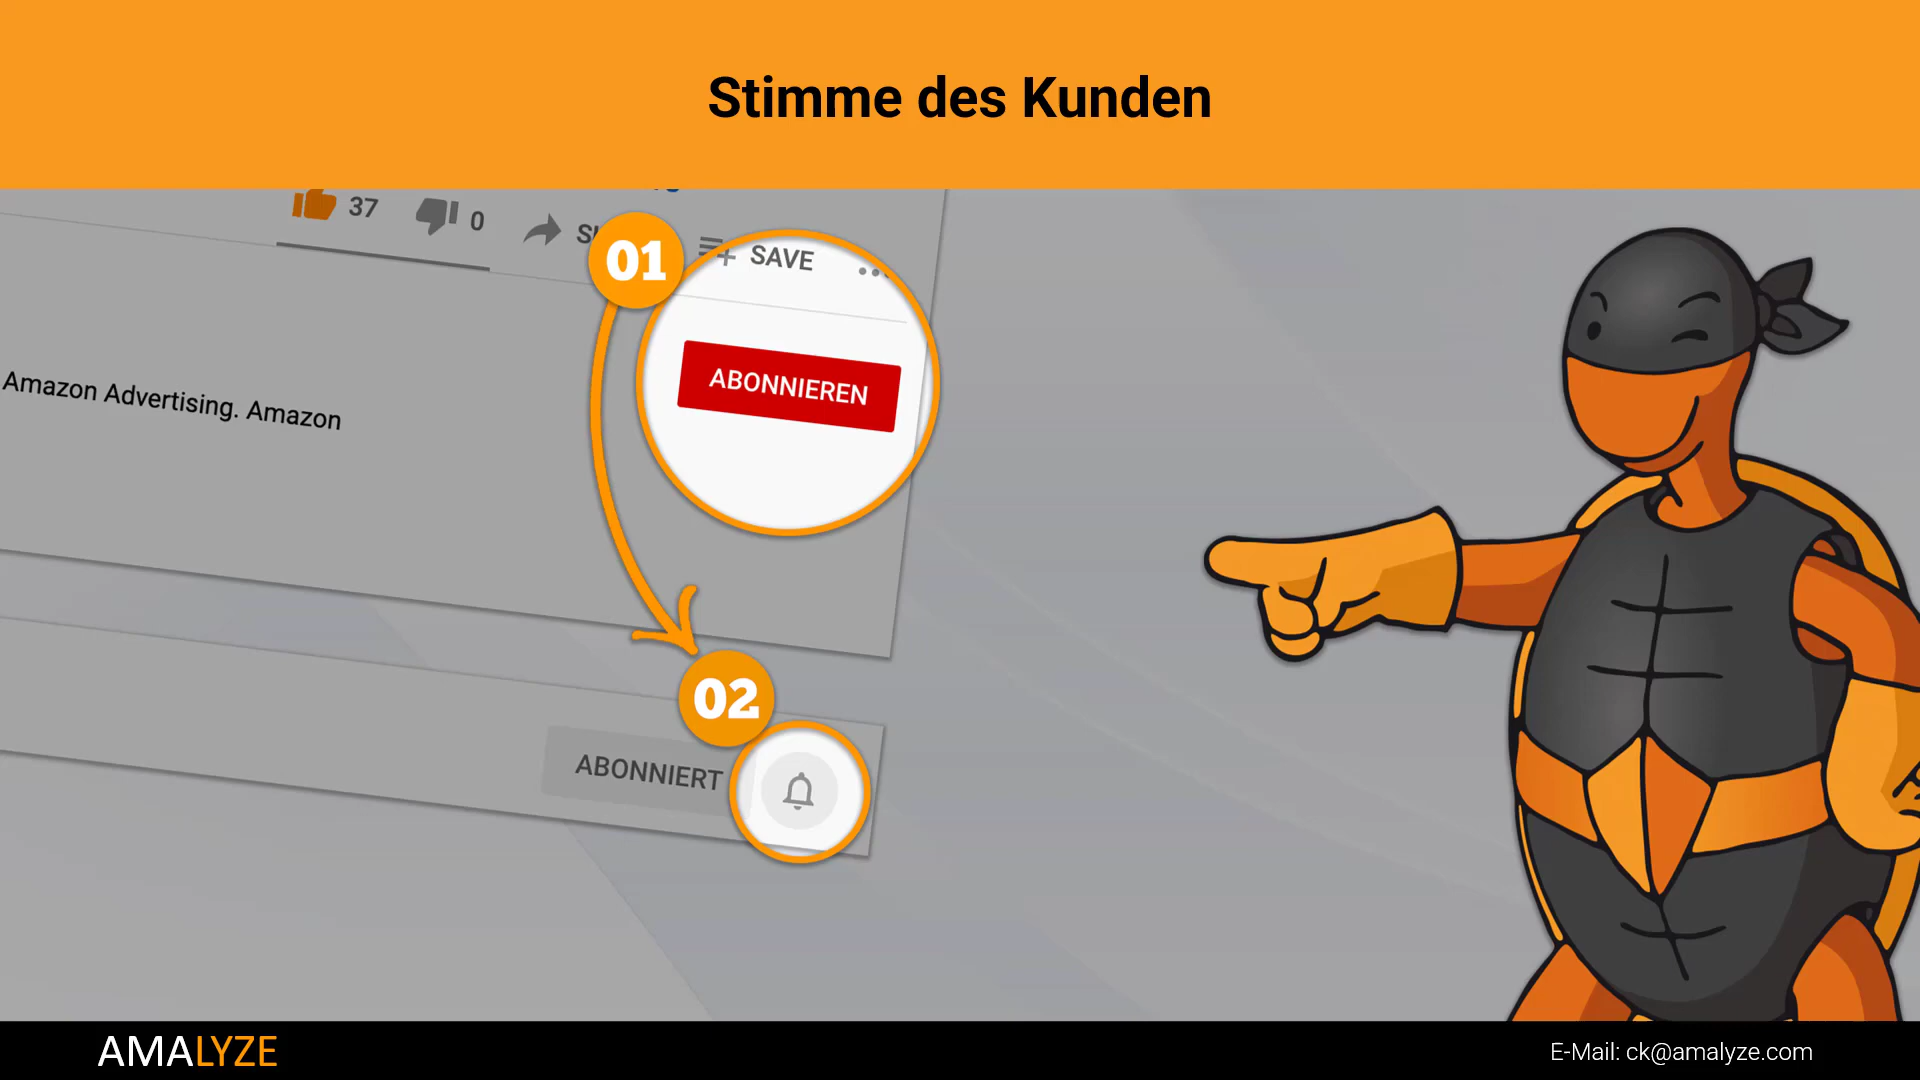 Stimme des Kunden
37
0
01
SAVE
ABONNIEREN
Amazon Advertising. Amazon
02
ABONNIERT
AMALYZE
E-Mail: ck@amalyze.com